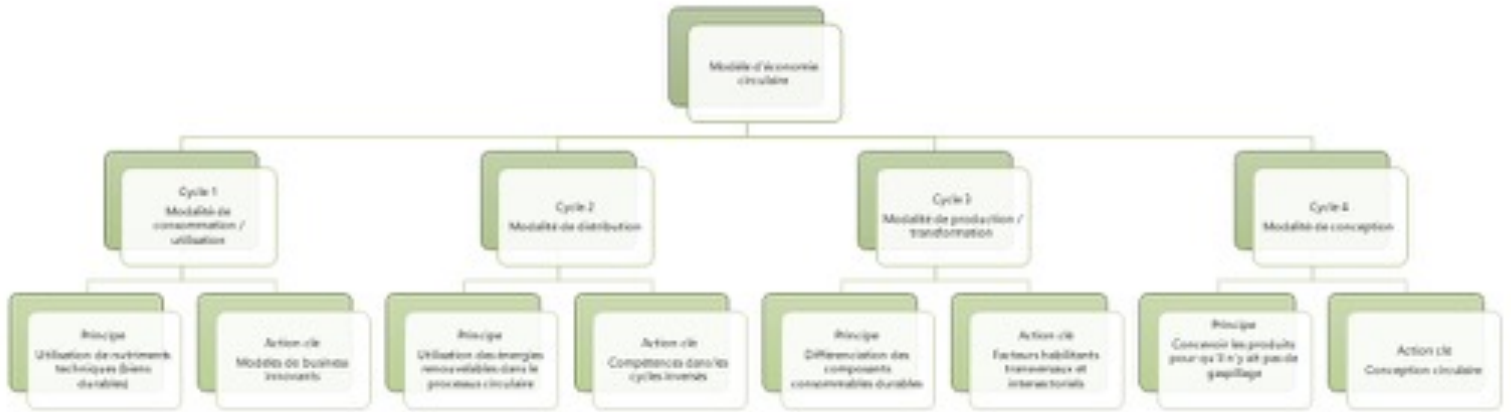 Modèle d'économie
circulaire
Cycle 1
Modalité de
consommation /
utilisation
Cycle 2
Modalité de distribution
Cycle 3
Modalité de production /
transformation
Cycle 4
Modalité de conception
Principe
Utilisation de nutriments
techniques (biens
durables)
Action clé
Modèles de business
innovants
Principe
Utilisation des énergies
renouvelables dans le
processus circulaire
Action clé
Compétences dans les
cycles inversés
Principe
Différenciation des
composants
consommables durables
Action clé
Facteurs habilitants
transversaux et
intersectoriels
Principe
Concevoir les produits
pour qu'il n'y ait pas de
gaspillage
Action clé
Conception circulaire